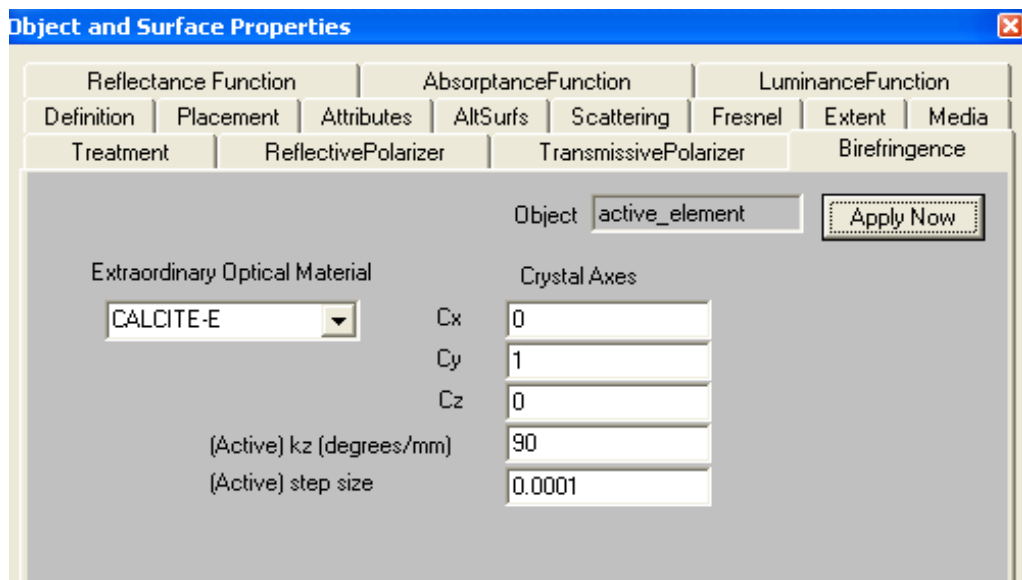 Object and Surface Properties
Reflectance Function AbsorptanceFunction LuminanceFunction
Definition Placement Attributes AltSurfs Scattering Fresnel Extent Media
Treatment ReflectivePolarizer TransmissivePolarizer Birefringence
Object active_element Apply Now
Extraordinary Optical Material Crystal Axes
CALCITE-E Cx 0
Cy 1
Cz 0
(Active) kz (degrees/mm) 90
(Active) step size 0.0001